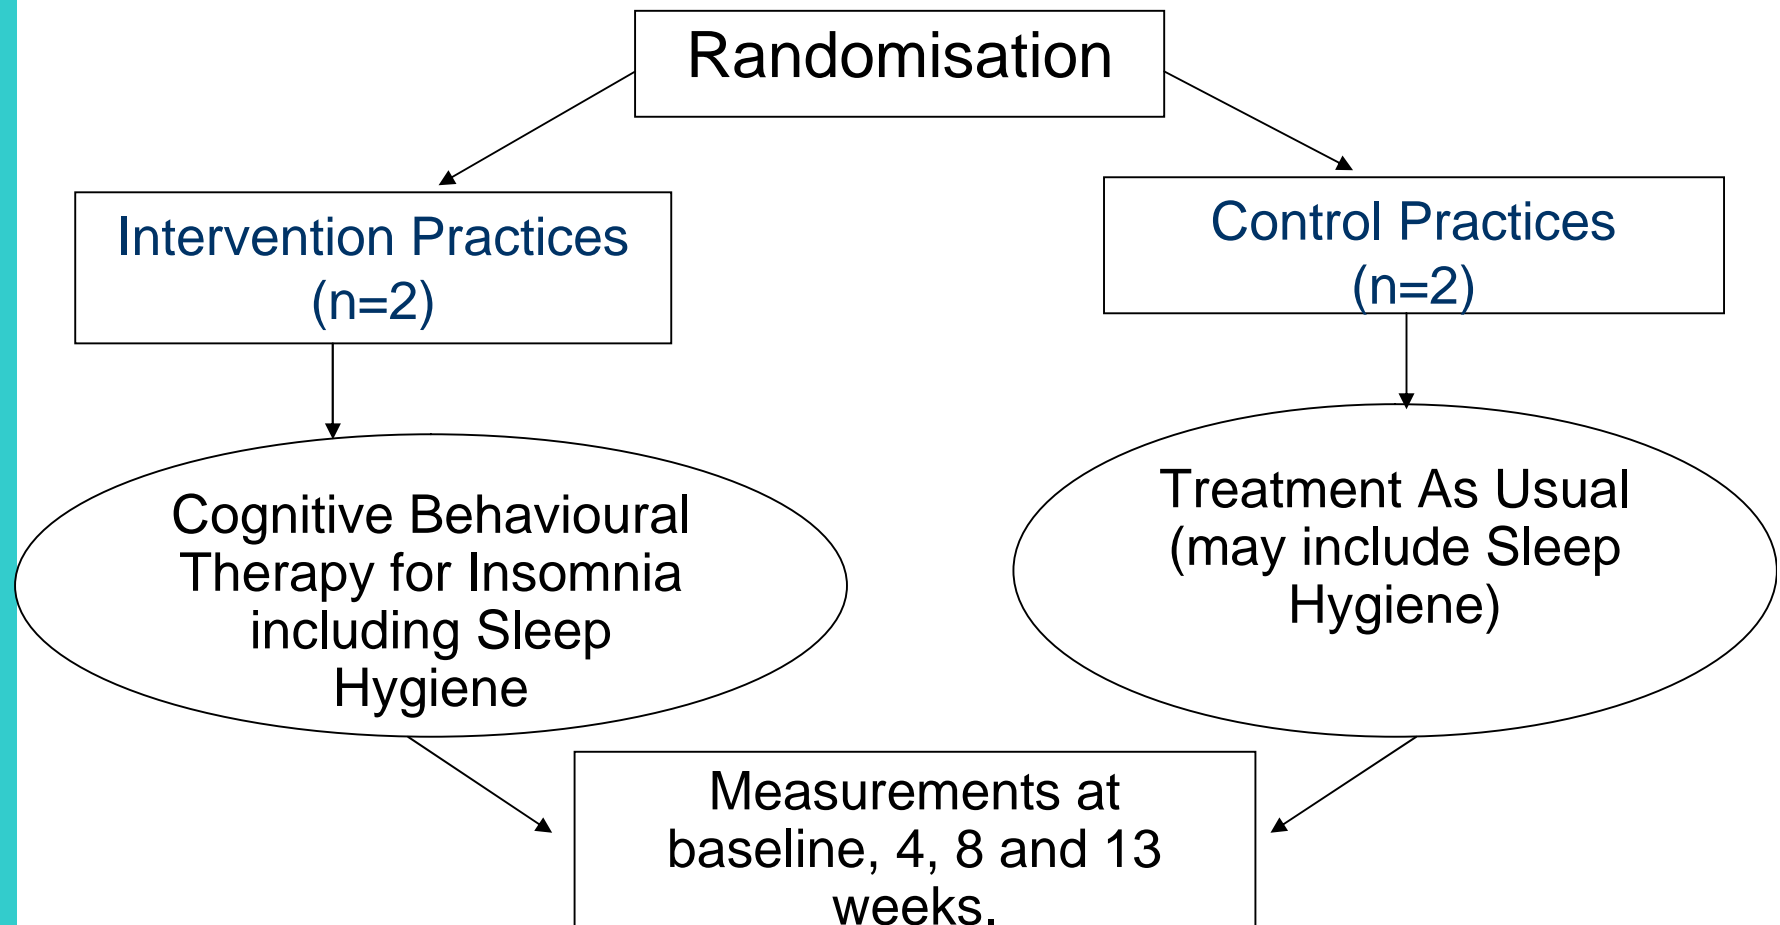 Randomisation
Intervention Practices
(n=2)
Control Practices
(n=2)
Cognitive Behavioural
Therapy for Insomnia
including Sleep
Hygiene
Treatment As Usual
(may include Sleep
Hygiene)
Measurements at
baseline, 4, 8 and 13
weeks.